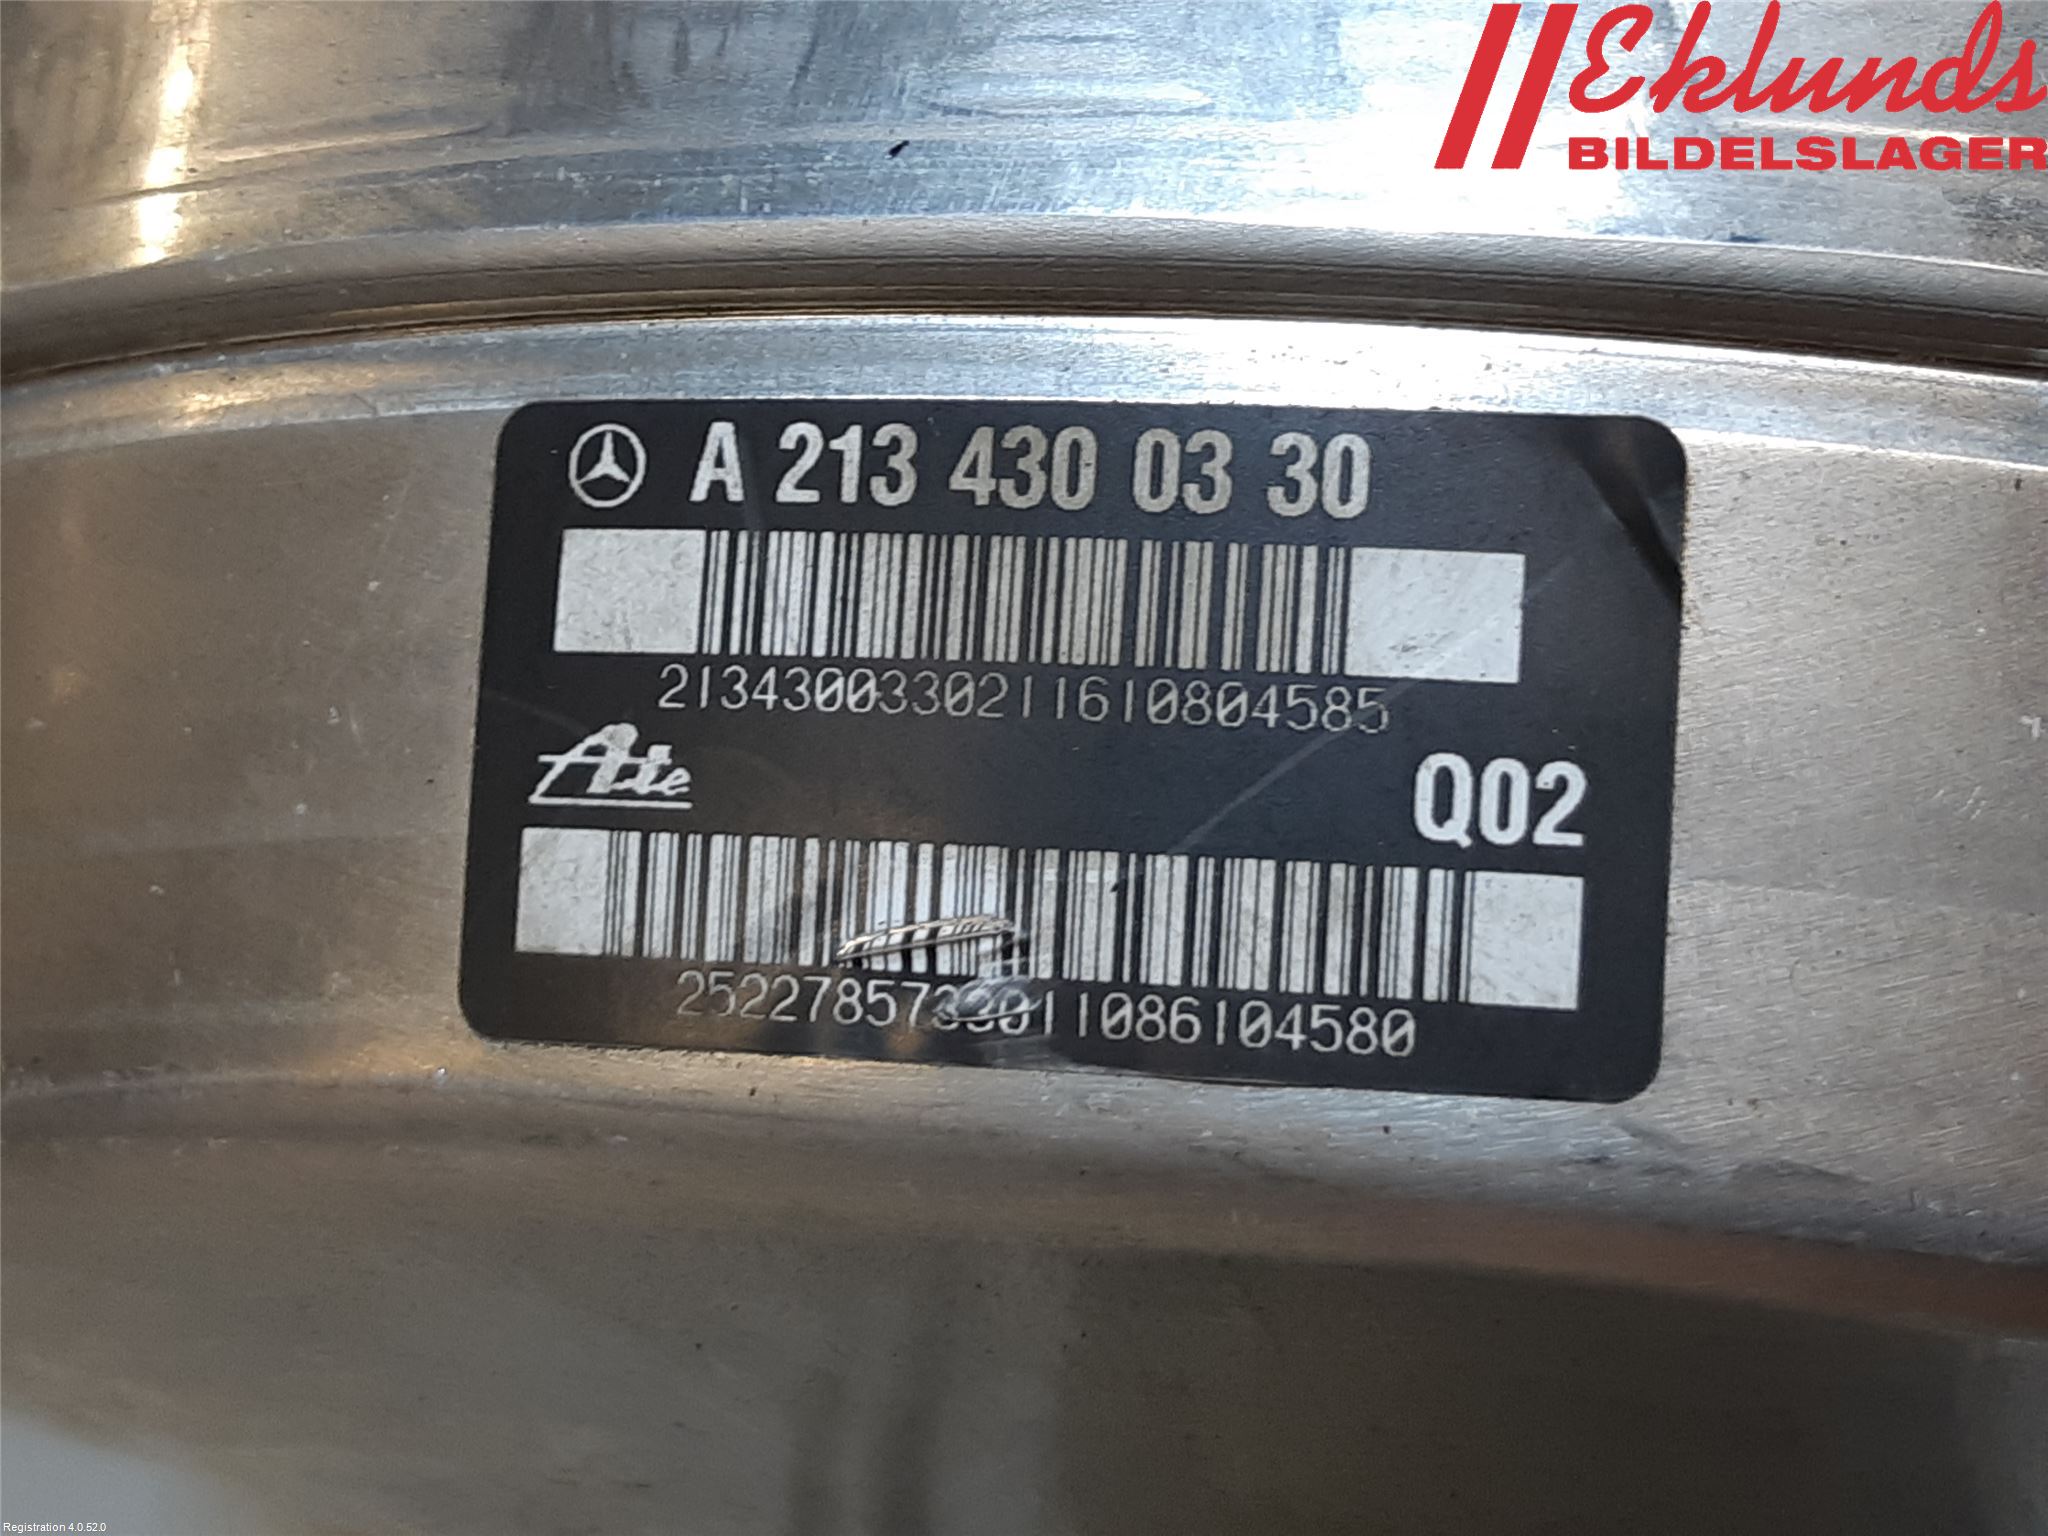 Eklunds
BILDELSLAGER
A 213 430 03 30
2134300330211610804585
Ate
Q02
Registration 4.0.52.0